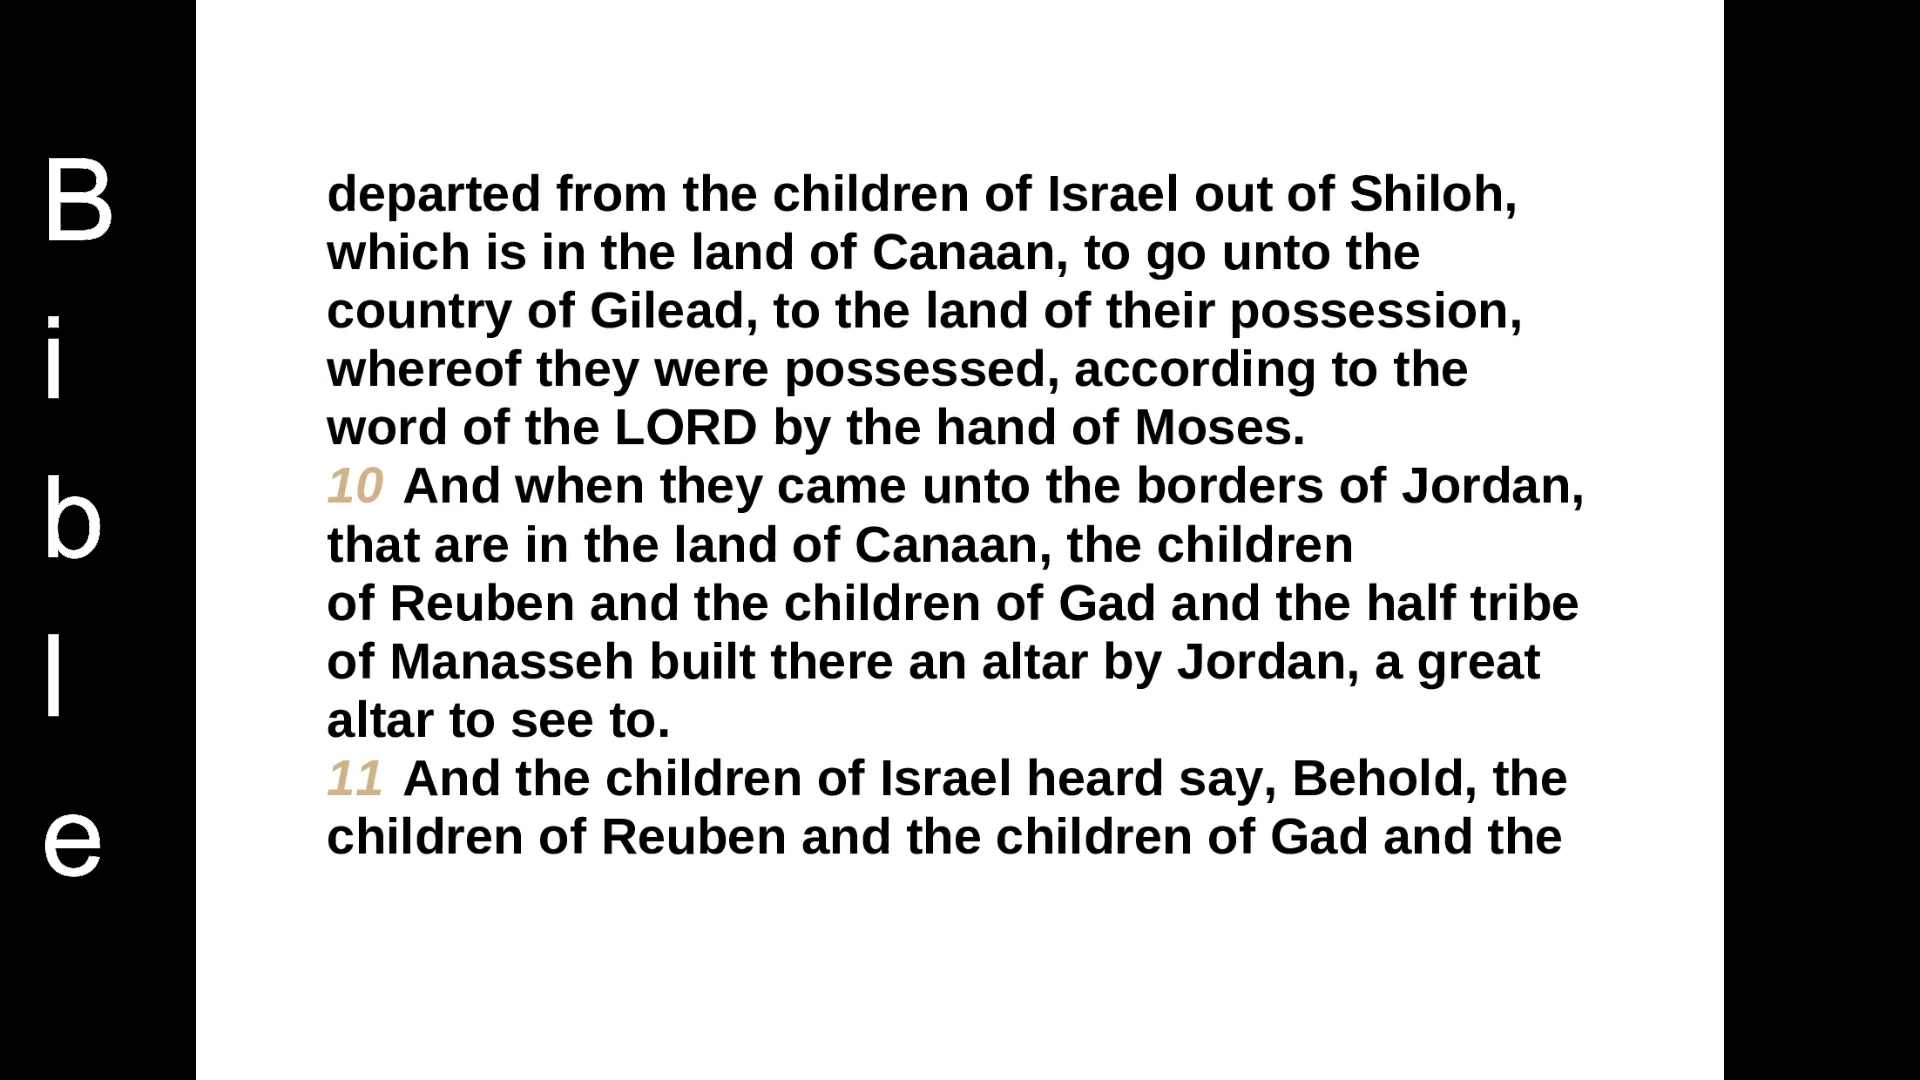 Bible
departed from the children of Israel out of Shiloh,
which is in the land of Canaan, to go unto the
country of Gilead, to the land of their possession,
whereof they were possessed, according to the
word of the LORD by the hand of Moses.
10 And when they came unto the borders of Jordan,
that are in the land of Canaan, the children
of Reuben and the children of Gad and the half tribe
of Manasseh built there an altar by Jordan, a great
altar to see to.
11 And the children of Israel heard say, Behold, the
children of Reuben and the children of Gad and the